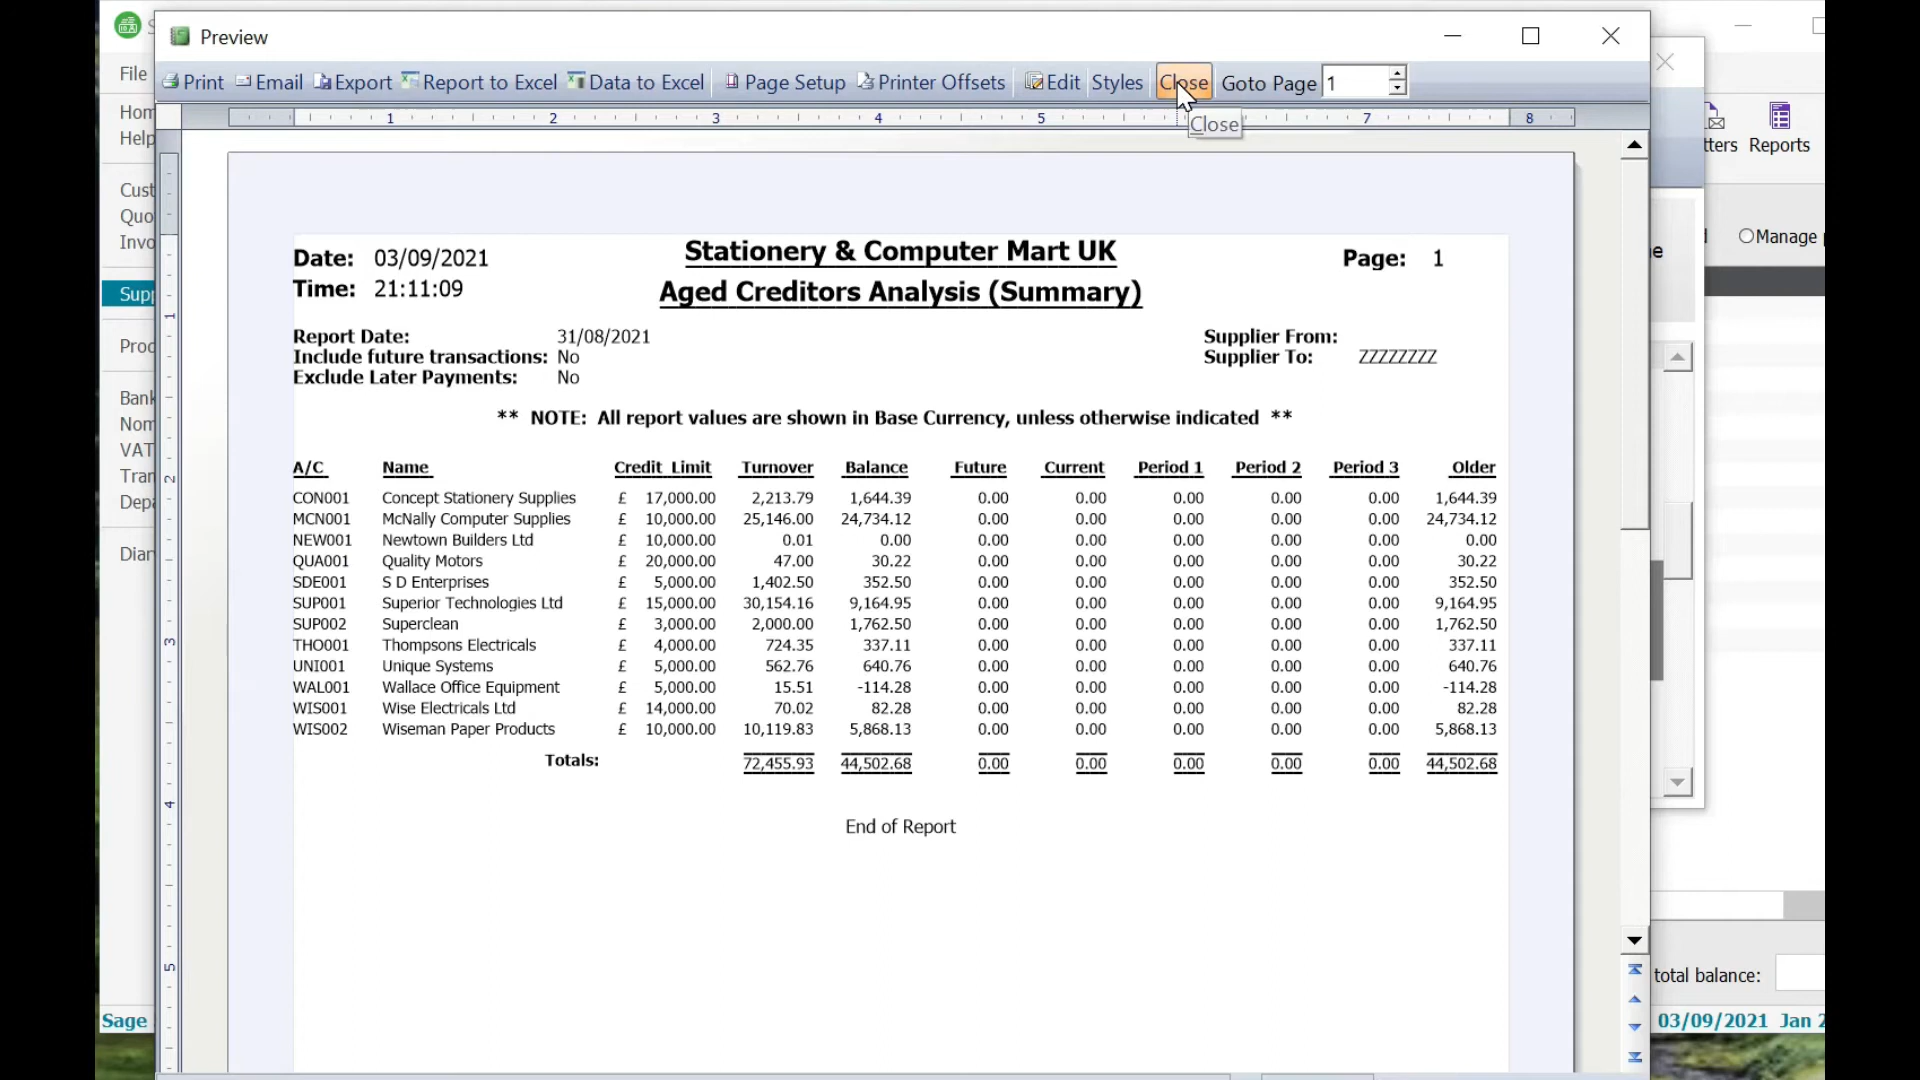 Preview
Print Email Export Report to Excel Data to Excel Page Setup Printer Offsets Edit Styles Close Goto Page 1
Close
File
Help
Supp
Bank
VAT
Sage
1 2 3 4 5 7 8
1
2
3
4
5
Reports
Manage
Date: 03/09/2021 Stationery & Computer Mart UK Page: 1
Time: 21:11:09 Aged Creditors Analysis (Summary)
Report Date: 31/08/2021 Supplier From:
Include future transactions: No Supplier To: ZZZZZZZZ
Exclude Later Payments: No
** NOTE: All report values are shown in Base Currency, unless otherwise indicated **
A/C Name Credit Limit Turnover Balance Future Current Period 1 Period 2 Period 3 Older
CON001 Concept Stationery Supplies £ 17,000.00 2,213.79 1,644.39 0.00 0.00 0.00 0.00 0.00 1,644.39
MCN001 McNally Computer Supplies £ 10,000.00 25,146.00 24,734.12 0.00 0.00 0.00 0.00 0.00 24,734.12
NEW001 Newtown Builders Ltd £ 10,000.00 0.01 0.00 0.00 0.00 0.00 0.00 0.00 0.00
QUA001 Quality Motors £ 20,000.00 47.00 30.22 0.00 0.00 0.00 0.00 0.00 30.22
SDE001 S D Enterprises £ 5,000.00 1,402.50 352.50 0.00 0.00 0.00 0.00 0.00 352.50
SUP001 Superior Technologies Ltd £ 15,000.00 30,154.16 9,164.95 0.00 0.00 0.00 0.00 0.00 9,164.95
SUP002 Superclean £ 3,000.00 2,000.00 1,762.50 0.00 0.00 0.00 0.00 0.00 1,762.50
THO001 Thompsons Electricals £ 4,000.00 724.35 337.11 0.00 0.00 0.00 0.00 0.00 337.11
UNI001 Unique Systems £ 5,000.00 562.76 640.76 0.00 0.00 0.00 0.00 0.00 640.76
WAL001 Wallace Office Equipment £ 5,000.00 15.51 -114.28 0.00 0.00 0.00 0.00 0.00 -114.28
WIS001 Wise Electricals Ltd £ 14,000.00 70.02 82.28 0.00 0.00 0.00 0.00 0.00 82.28
WIS002 Wiseman Paper Products £ 10,000.00 10,119.83 5,868.13 0.00 0.00 0.00 0.00 0.00 5,868.13
Totals: 72,455.93 44,502.68 0.00 0.00 0.00 0.00 0.00 44,502.68
End of Report
total balance:
03/09/2021 Jan